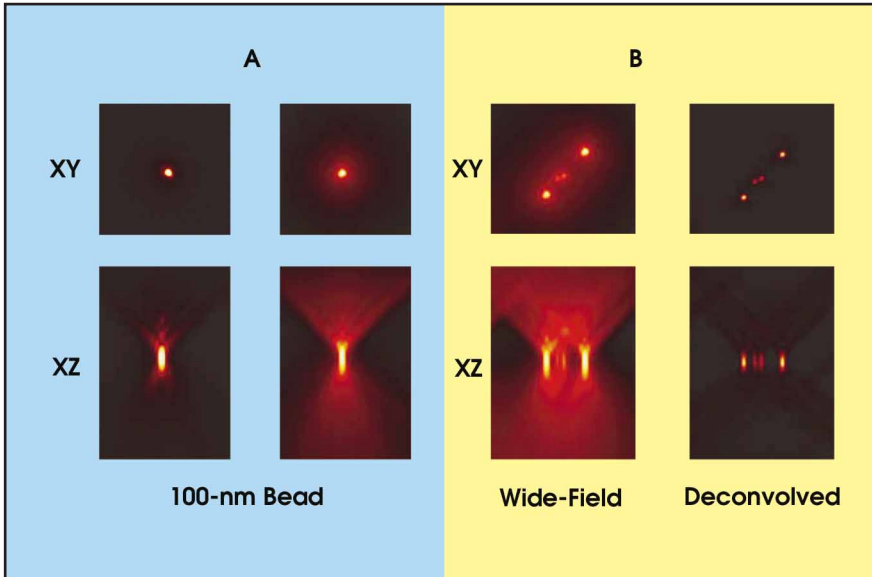 A
B
XY
XY
XZ
XZ
100-nm Bead
Wide-Field
Deconvolved